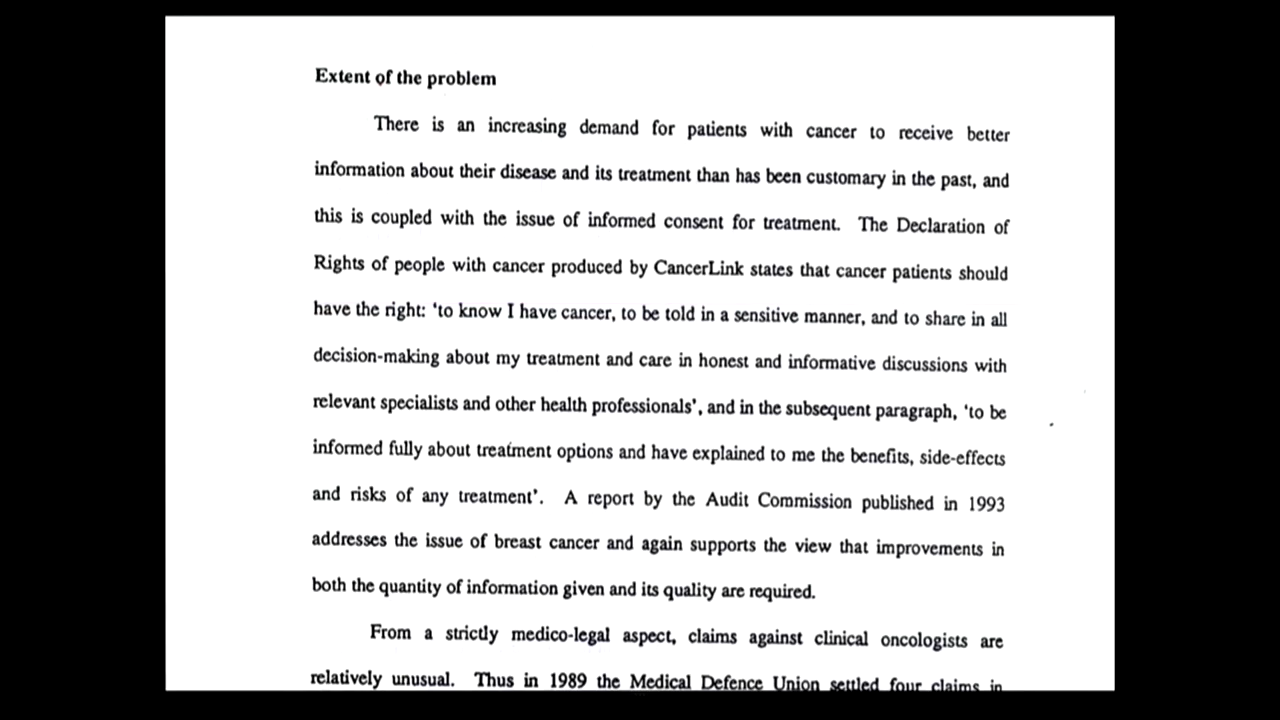 Extent of the problem
There is an increasing demand for patients with cancer to receive better
information about their disease and its treatment than has been customary in the past, and
this is coupled with the issue of informed consent for treatment. The Declaration of
Rights of people with cancer produced by CancerLink states that cancer patients should
have the right: 'to know I have cancer, to be told in a sensitive manner, and to share in all
decision-making about my treatment and care in honest and informative discussions with
relevant specialists and other health professionals', and in the subsequent paragraph, 'to be
informed fully about treatment options and have explained to me the benefits, side-effects
and risks of any treatment'. A report by the Audit Commission published in 1993
addresses the issue of breast cancer and again supports the view that improvements in
both the quantity of information given and its quality are required.
From a strictly medico-legal aspect, claims against clinical oncologists are
relatively unusual. Thus in 1989 the Medical Defence Union settled four claims in